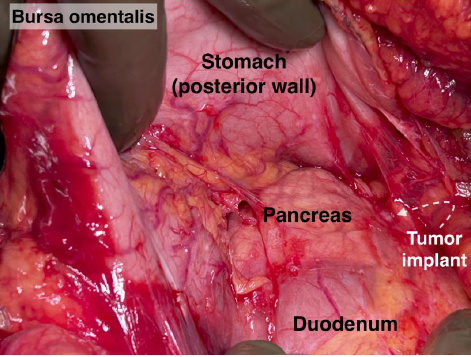 Bursa omentalis
Stomach
(posterior wall)
Pancreas
Tumor
implant
Duodenum